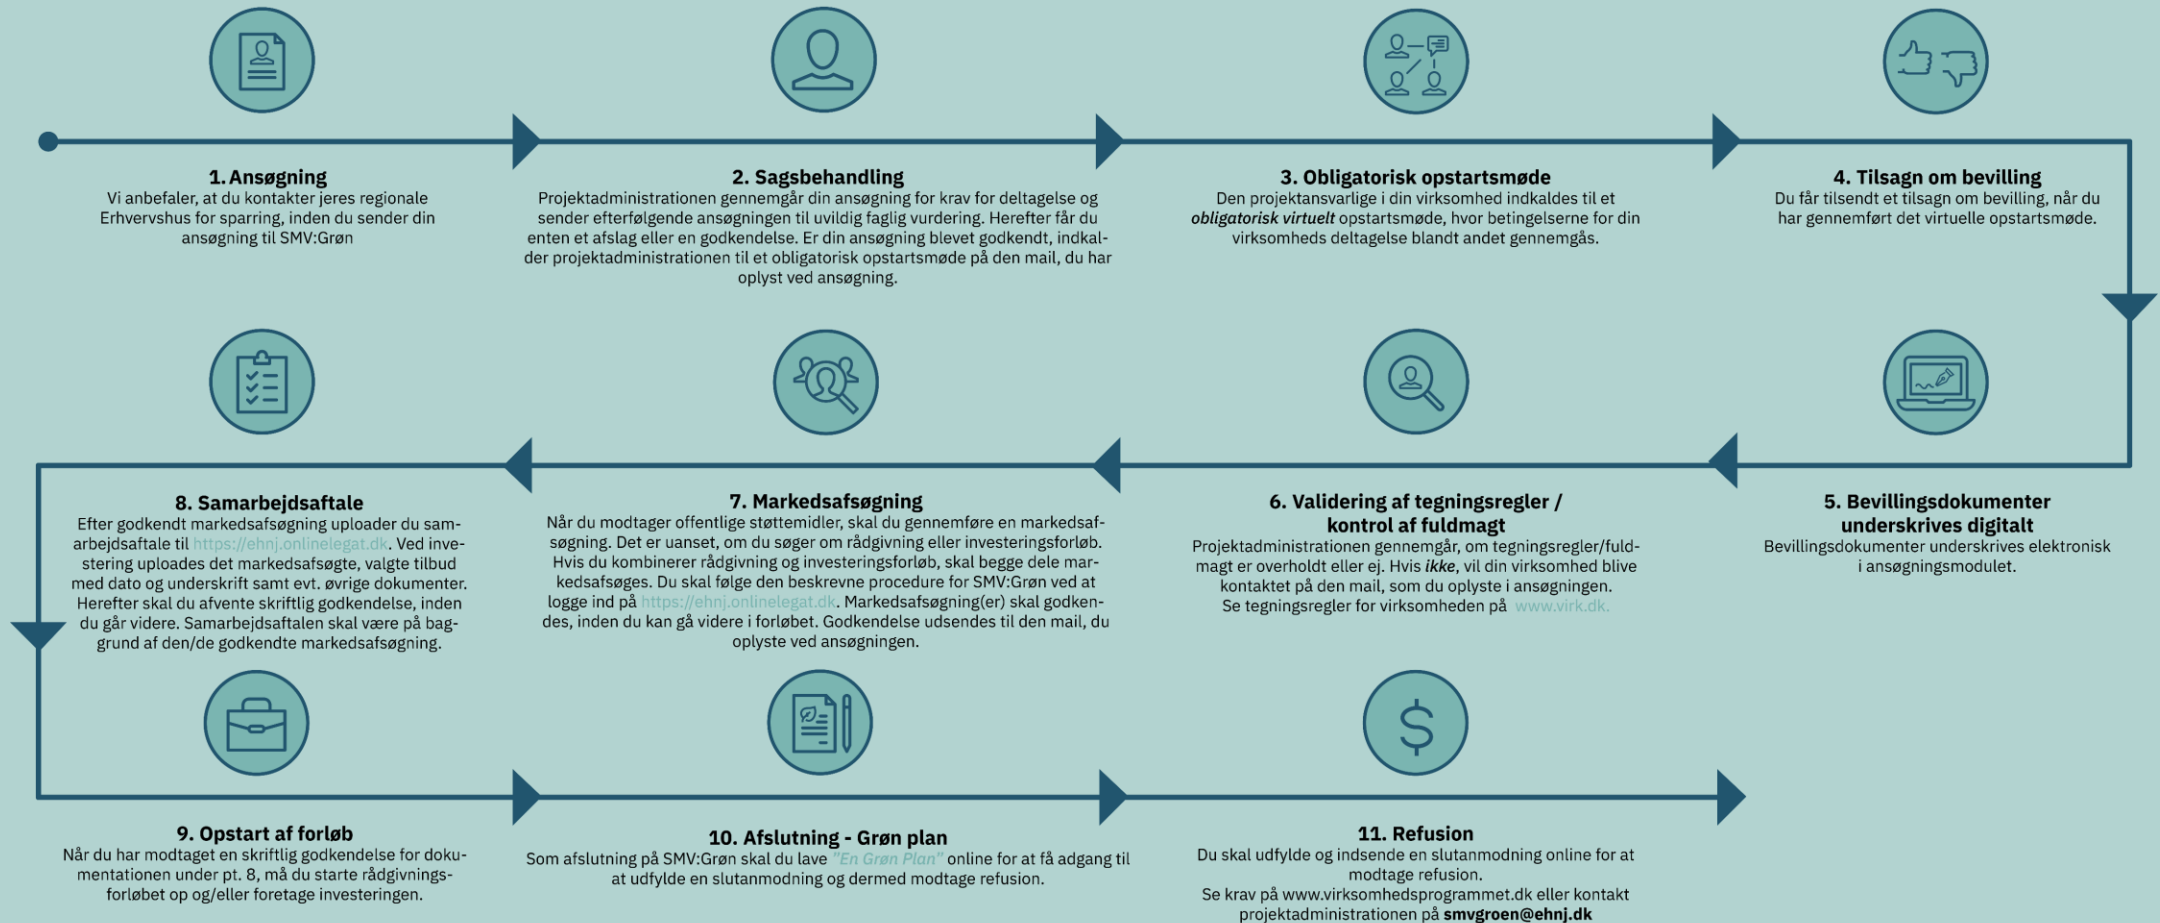 1. Ansøgning
Vi anbefaler, at du kontakter jeres regionale
Erhvervshus for sparring, inden du sender din
ansøgning til SMV:Grøn
2. Sagsbehandling
Projektadministrationen gennemgår din ansøgning for krav for deltagelse og
sender efterfølgende ansøgningen til uvildig faglig vurdering. Herefter får du
enten et afslag eller en godkendelse. Er din ansøgning blevet godkendt, indkal-
der projektadministrationen til et obligatorisk opstartsmøde på den mail, du har
oplyst ved ansøgning.
3. Obligatorisk opstartsmøde
Den projektansvarlige i din virksomhed indkaldes til et
obligatorisk virtuelt opstartsmøde, hvor betingelserne for din
virksomheds deltagelse blandt andet gennemgås.
4. Tilsagn om bevilling
Du får tilsendt et tilsagn om bevilling, når du
har gennemført det virtuelle opstartsmøde.
5. Bevillingsdokumenter
underskrives digitalt
Bevillingsdokumenter underskrives elektronisk
i ansøgningsmodulet.
6. Validering af tegningsregler /
kontrol af fuldmagt
Projektadministrationen gennemgår, om tegningsregler/fuld-
magt er overholdt eller ej. Hvis ikke, vil din virksomhed blive
kontaktet på den mail, som du oplyste i ansøgningen.
Se tegningsregler for virksomheden på www.virk.dk.
7. Markedsafsøgning
Når du modtager offentlige støttemidler, skal du gennemføre en markedsaf-
søgning. Det er uanset, om du søger om rådgivning eller investeringsforløb.
Hvis du kombinerer rådgivning og investeringsforløb, skal begge dele mar-
kedsafsøges. Du skal følge den beskrevne procedure for SMV:Grøn ved at
logge ind på https://ehnj.onlinelegat.dk. Markedsafsøgning(er) skal godken-
des, inden du kan gå videre i forløbet. Godkendelse udsendes til den mail, du
oplyste ved ansøgningen.
8. Samarbejdsaftale
Efter godkendt markedsafsøgning uploader du sam-
arbejdsaftale til https://ehnj.onlinelegat.dk. Ved inve-
stering uploades det markedsafsøgte, valgte tilbud
med dato og underskrift samt evt. øvrige dokumenter.
Herefter skal du afvente skriftlig godkendelse, inden
du går videre. Samarbejdsaftalen skal være på bag-
grund af den/de godkendte markedsafsøgning.
9. Opstart af forløb
Når du har modtaget en skriftlig godkendelse for doku-
mentationen under pt. 8, må du starte rådgivnings-
forløbet op og/eller foretage investeringen.
10. Afslutning - Grøn plan
Som afslutning på SMV:Grøn skal du lave "En Grøn Plan" online for at få adgang til
at udfylde en slutanmodning og dermed modtage refusion.
11. Refusion
Du skal udfylde og indsende en slutanmodning online for at
modtage refusion.
Se krav på www.virksomhedsprogrammet.dk eller kontakt
projektadministrationen på smvgroen@ehnj.dk